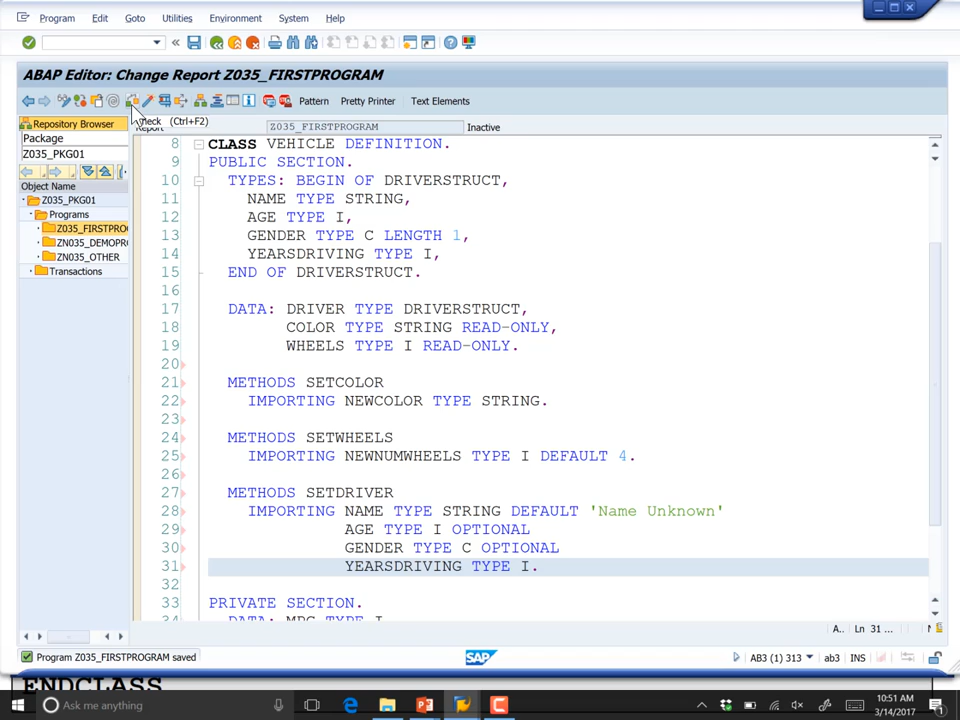 Program Edit Goto Utilities Environment System Help
ABAP Editor: Change Report Z035_FIRSTPROGRAM
Pattern Pretty Printer Text Elements
Check (Ctrl+F2)
Repository Browser
Report Z035_FIRSTPROGRAM Inactive
Package
Z035_PKG01
Object Name
Z035_PKG01
Programs
Z035_FIRSTPRO
ZN035_DEMOPR
ZN035_OTHER
Transactions
8 CLASS VEHICLE DEFINITION.
9 PUBLIC SECTION.
10 TYPES: BEGIN OF DRIVERSTRUCT,
11 NAME TYPE STRING,
12 AGE TYPE I,
13 GENDER TYPE C LENGTH 1,
14 YEARSDRIVING TYPE I,
15 END OF DRIVERSTRUCT.
16
17 DATA: DRIVER TYPE DRIVERSTRUCT,
18 COLOR TYPE STRING READ-ONLY,
19 WHEELS TYPE I READ-ONLY.
20
21 METHODS SETCOLOR
22 IMPORTING NEWCOLOR TYPE STRING.
23
24 METHODS SETWHEELS
25 IMPORTING NEWNUMWHEELS TYPE I DEFAULT 4.
26
27 METHODS SETDRIVER
28 IMPORTING NAME TYPE STRING DEFAULT 'Name Unknown'
29 AGE TYPE I OPTIONAL
30 GENDER TYPE C OPTIONAL
31 YEARSDRIVING TYPE I.
32
33 PRIVATE SECTION.
34 DATA: MPG TYPE I
A.. Ln 31 ...
Program Z035_FIRSTPROGRAM saved
SAP
AB3 (1) 313 ab3 INS
ENDCLASS
Ask me anything
10:51 AM
3/14/2017